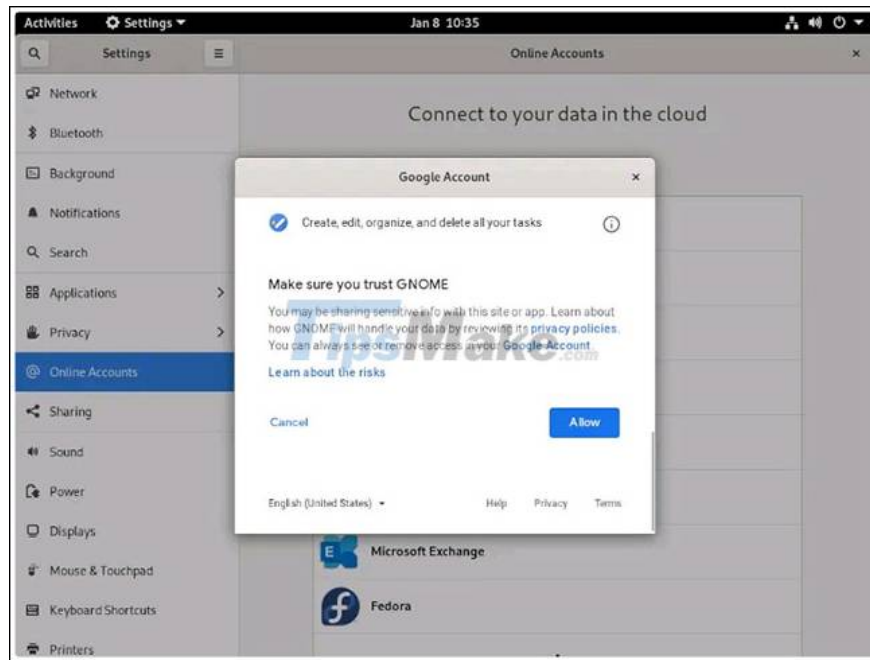 Activities Settings Jan 8 10:35
Settings Online Accounts
Network
Bluetooth
Background
Notifications
Search
Applications
Privacy
Online Accounts
Sharing
Sound
Power
Displays
Mouse & Touchpad
Keyboard Shortcuts
Printers
Connect to your data in the cloud
Google Account
Create, edit, organize, and delete all your tasks
Make sure you trust GNOME
You may be sharing sensitive info with this site or app. Learn about
how GNOME will handle your data by reviewing its privacy policies.
You can always see or remove access in your Google Account.
TipsMake.com
Learn about the risks
Cancel Allow
English (United States) Help Privacy Terms
Microsoft Exchange
Fedora